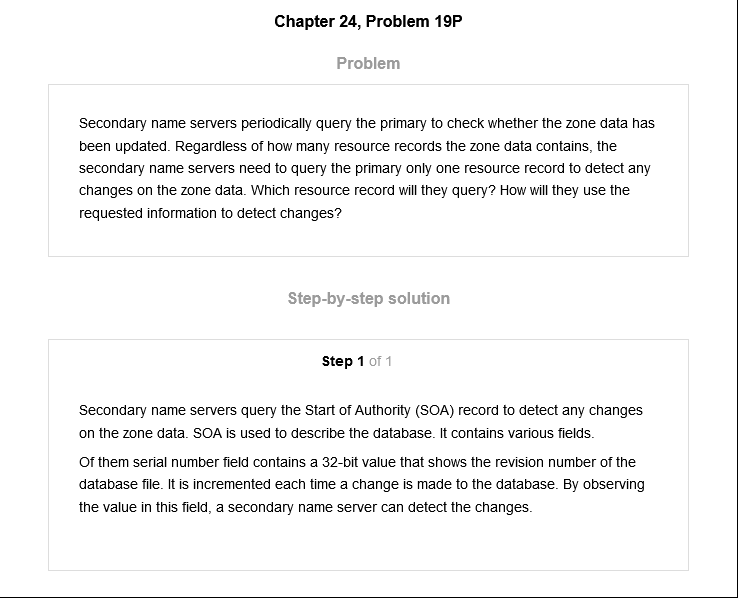 Chapter 24, Problem 19P
Problem
Secondary name servers periodically query the primary to check whether the zone data has
been updated. Regardless of how many resource records the zone data contains, the
secondary name servers need to query the primary only one resource record to detect any
changes on the zone data. Which resource record will they query? How will they use the
requested information to detect changes?
Step-by-step solution
Step 1 of 1
Secondary name servers query the Start of Authority (SOA) record to detect any changes
on the zone data. SOA is used to describe the database. It contains various fields.
Of them serial number field contains a 32-bit value that shows the revision number of the
database file. It is incremented each time a change is made to the database. By observing
the value in this field, a secondary name server can detect the changes.